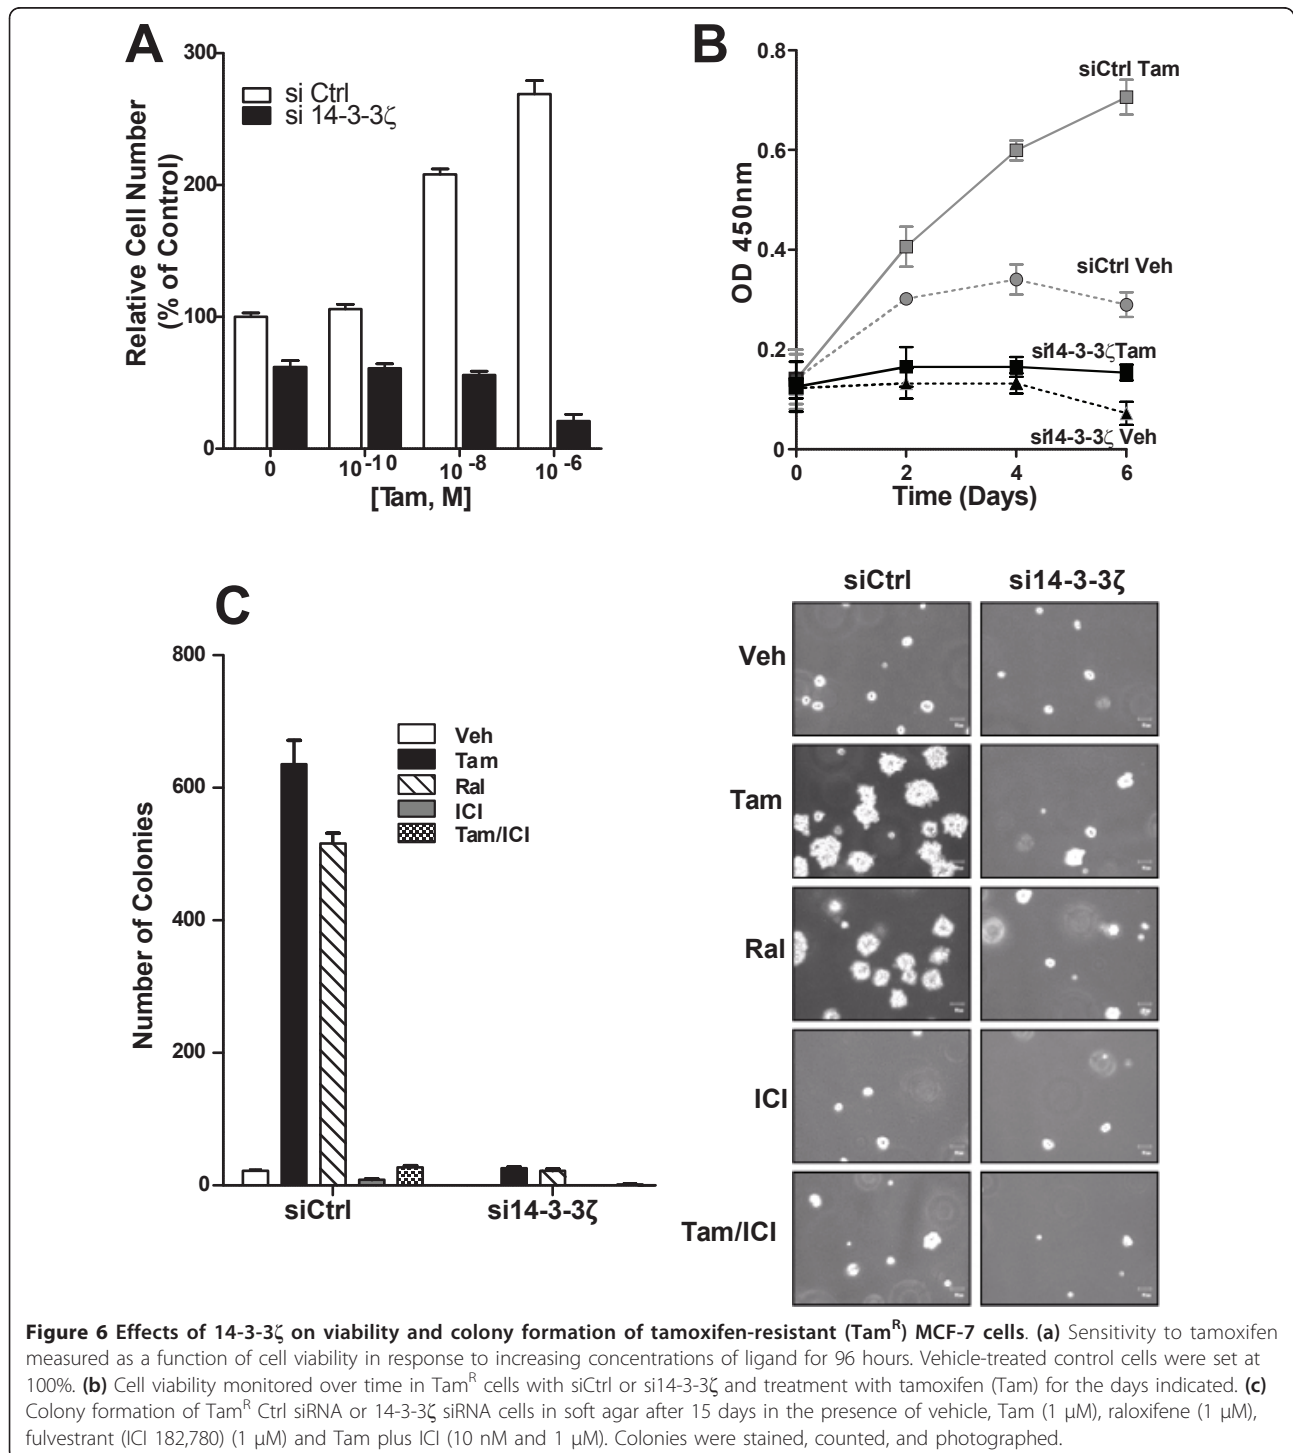 A
300
200
100
0
Relative Cell Number
(% of Control)
si Ctrl
si 14-3-3ζ
0
10-10
10-8
10-6
[Tam, M]
B
0.8
0.6
0.4
0.2
0
OD 450nm
siCtrl Tam
siCtrl Veh
si14-3-3ζTam
si14-3-3ζ Veh
0
2
4
6
Time (Days)
C
800
600
400
200
0
Number of Colonies
Veh
Tam
Ral
ICI
Tam/ICI
siCtrl
si14-3-3ζ
siCtrl
si14-3-3ζ
Veh
Tam
Ral
ICI
Tam/ICI
Figure 6 Effects of 14-3-3ζ on viability and colony formation of tamoxifen-resistant (TamR) MCF-7 cells. (a) Sensitivity to tamoxifen
measured as a function of cell viability in response to increasing concentrations of ligand for 96 hours. Vehicle-treated control cells were set at
100%. (b) Cell viability monitored over time in TamR cells with siCtrl or si14-3-3ζ and treatment with tamoxifen (Tam) for the days indicated. (c)
Colony formation of TamR Ctrl siRNA or 14-3-3ζ siRNA cells in soft agar after 15 days in the presence of vehicle, Tam (1 μM), raloxifene (1 μM),
fulvestrant (ICI 182,780) (1 μM) and Tam plus ICI (10 nM and 1 μM). Colonies were stained, counted, and photographed.